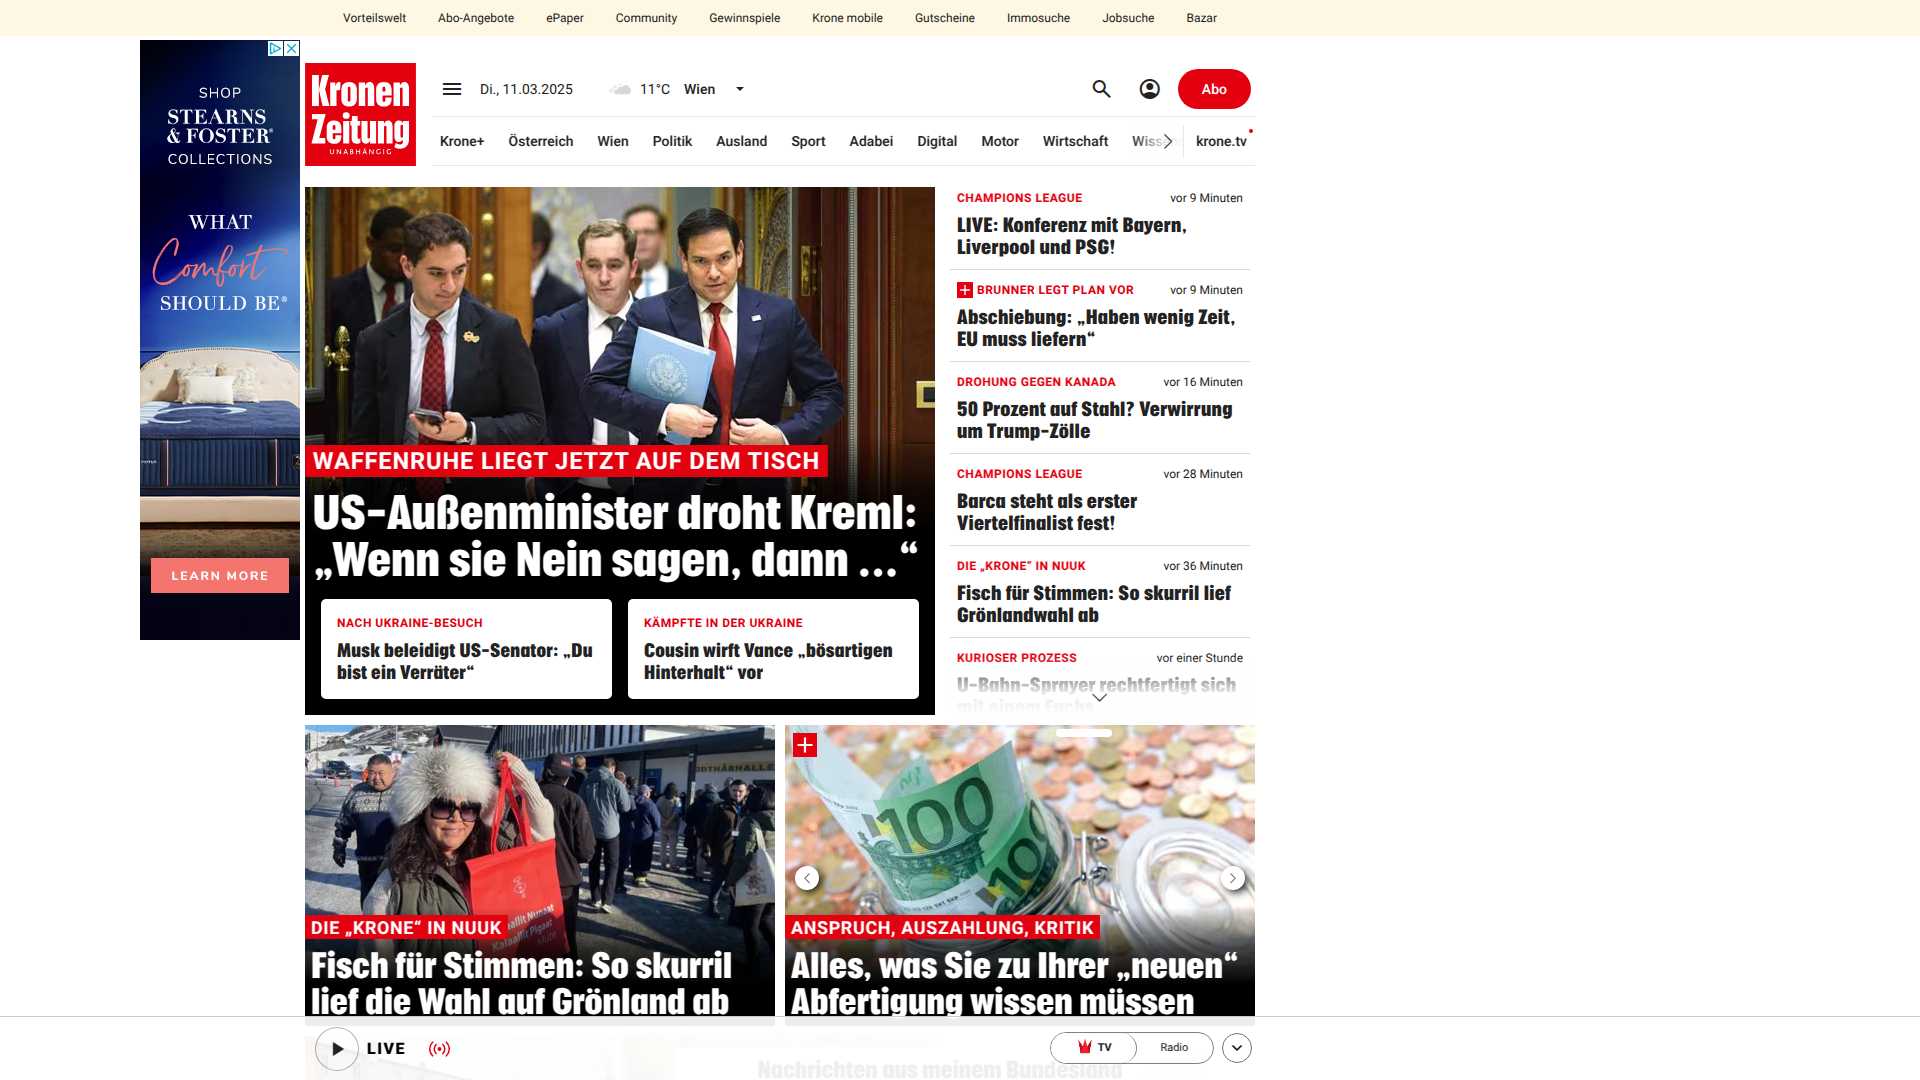 Vorteilswelt Abo-Angebote ePaper Community Gewinnspiele Krone mobile Gutscheine Immosuche Jobsuche Bazar
SHOP
STEARNS
& FOSTER®
COLLECTIONS
WHAT
Comfort
SHOULD BE®
LEARN MORE
Kronen
Zeitung
UNABHÄNGIG
Di., 11.03.2025 11°C Wien
Abo
Krone+ Österreich Wien Politik Ausland Sport Adabei Digital Motor Wirtschaft krone.tv
WAFFENRUHE LIEGT JETZT AUF DEM TISCH
US-Außenminister droht Kreml:
„Wenn sie Nein sagen, dann ...“
NACH UKRAINE-BESUCH
Musk beleidigt US-Senator: „Du
bist ein Verräter“
KÄMPFTE IN DER UKRAINE
Cousin wirft Vance „bösartigen
Hinterhalt“ vor
CHAMPIONS LEAGUE vor 9 Minuten
LIVE: Konferenz mit Bayern,
Liverpool und PSG!
BRUNNER LEGT PLAN VOR vor 9 Minuten
Abschiebung: „Haben wenig Zeit,
EU muss liefern“
DROHUNG GEGEN KANADA vor 16 Minuten
50 Prozent auf Stahl? Verwirrung
um Trump-Zölle
CHAMPIONS LEAGUE vor 28 Minuten
Barca steht als erster
Viertelfinalist fest!
DIE „KRONE“ IN NUUK vor 36 Minuten
Fisch für Stimmen: So skurril lief
Grönlandwahl ab
KURIOSER PROZESS vor einer Stunde
U-Bahn-Sprayer rechtfertigt sich
mit einem Fuchs
DIE „KRONE“ IN NUUK
Fisch für Stimmen: So skurril
lief die Wahl auf Grönland ab
100
100
ANSPRUCH, AUSZAHLUNG, KRITIK
Alles, was Sie zu Ihrer „neuen“
Abfertigung wissen müssen
LIVE
TV Radio
Nachrichten aus meinem Bundesland